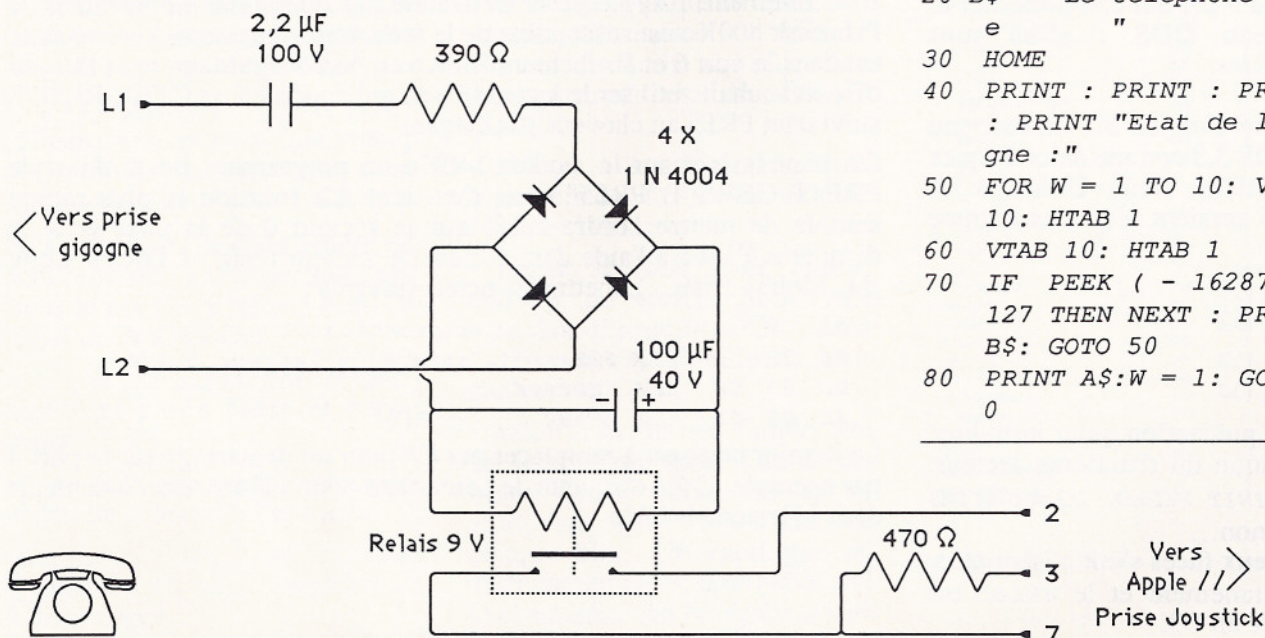 2,2 µF
100 V
390 Ω
L1
4 X
1 N 4004
Vers prise
gigogne
L2
100 µF
40 V
- +
Relais 9 V
2
470 Ω
3
7
Vers
Apple ///
Prise Joystick
e "
30 HOME
40 PRINT : PRINT : PR
: PRINT "Etat de l
gne :"
50 FOR W = 1 TO 10: V
10: HTAB 1
60 VTAB 10: HTAB 1
70 IF PEEK ( - 16287
127 THEN NEXT : PR
B$: GOTO 50
80 PRINT A$:W = 1: GO
0